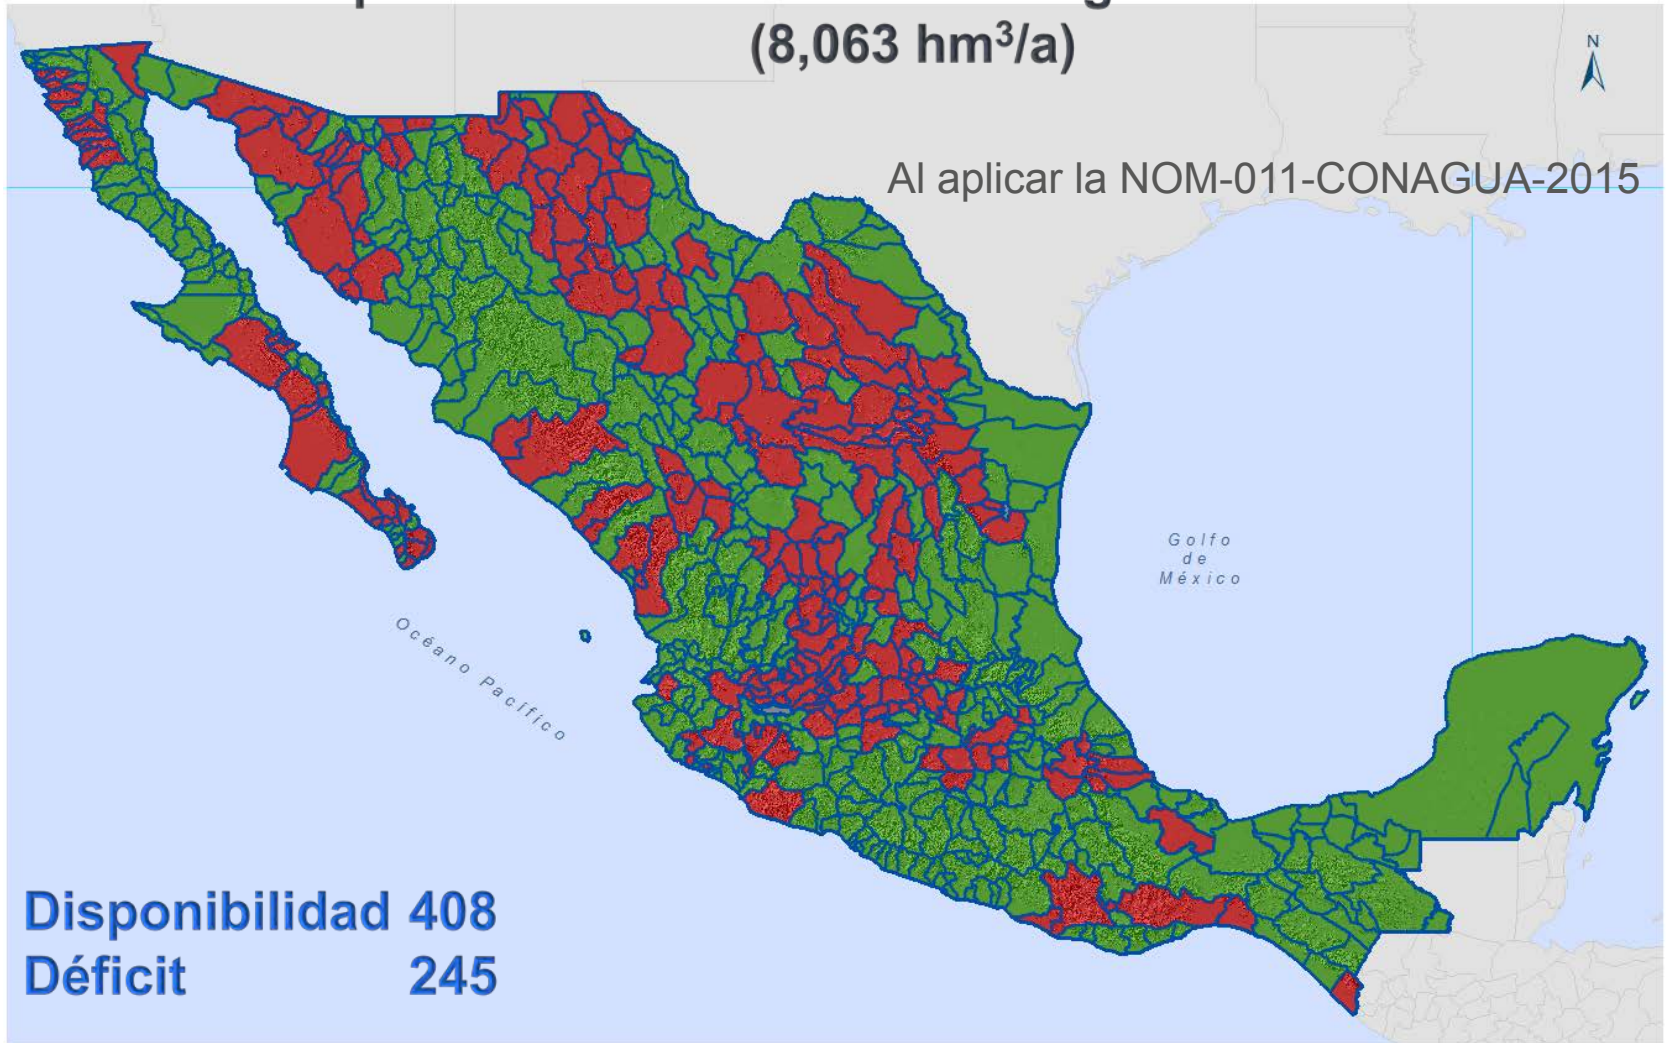 (8,063 hm³/a)
N
Al aplicar la NOM-011-CONAGUA-2015
Golfo
de
México
Océano Pacífico
Disponibilidad 408
Déficit 245